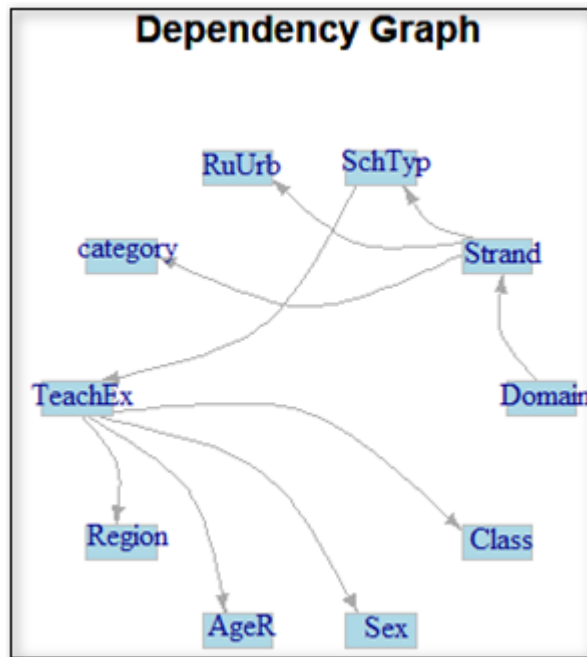 Dependency Graph
RuUrb
SchTyp
category
Strand
TeachEx
Domain
Region
Class
AgeR
Sex